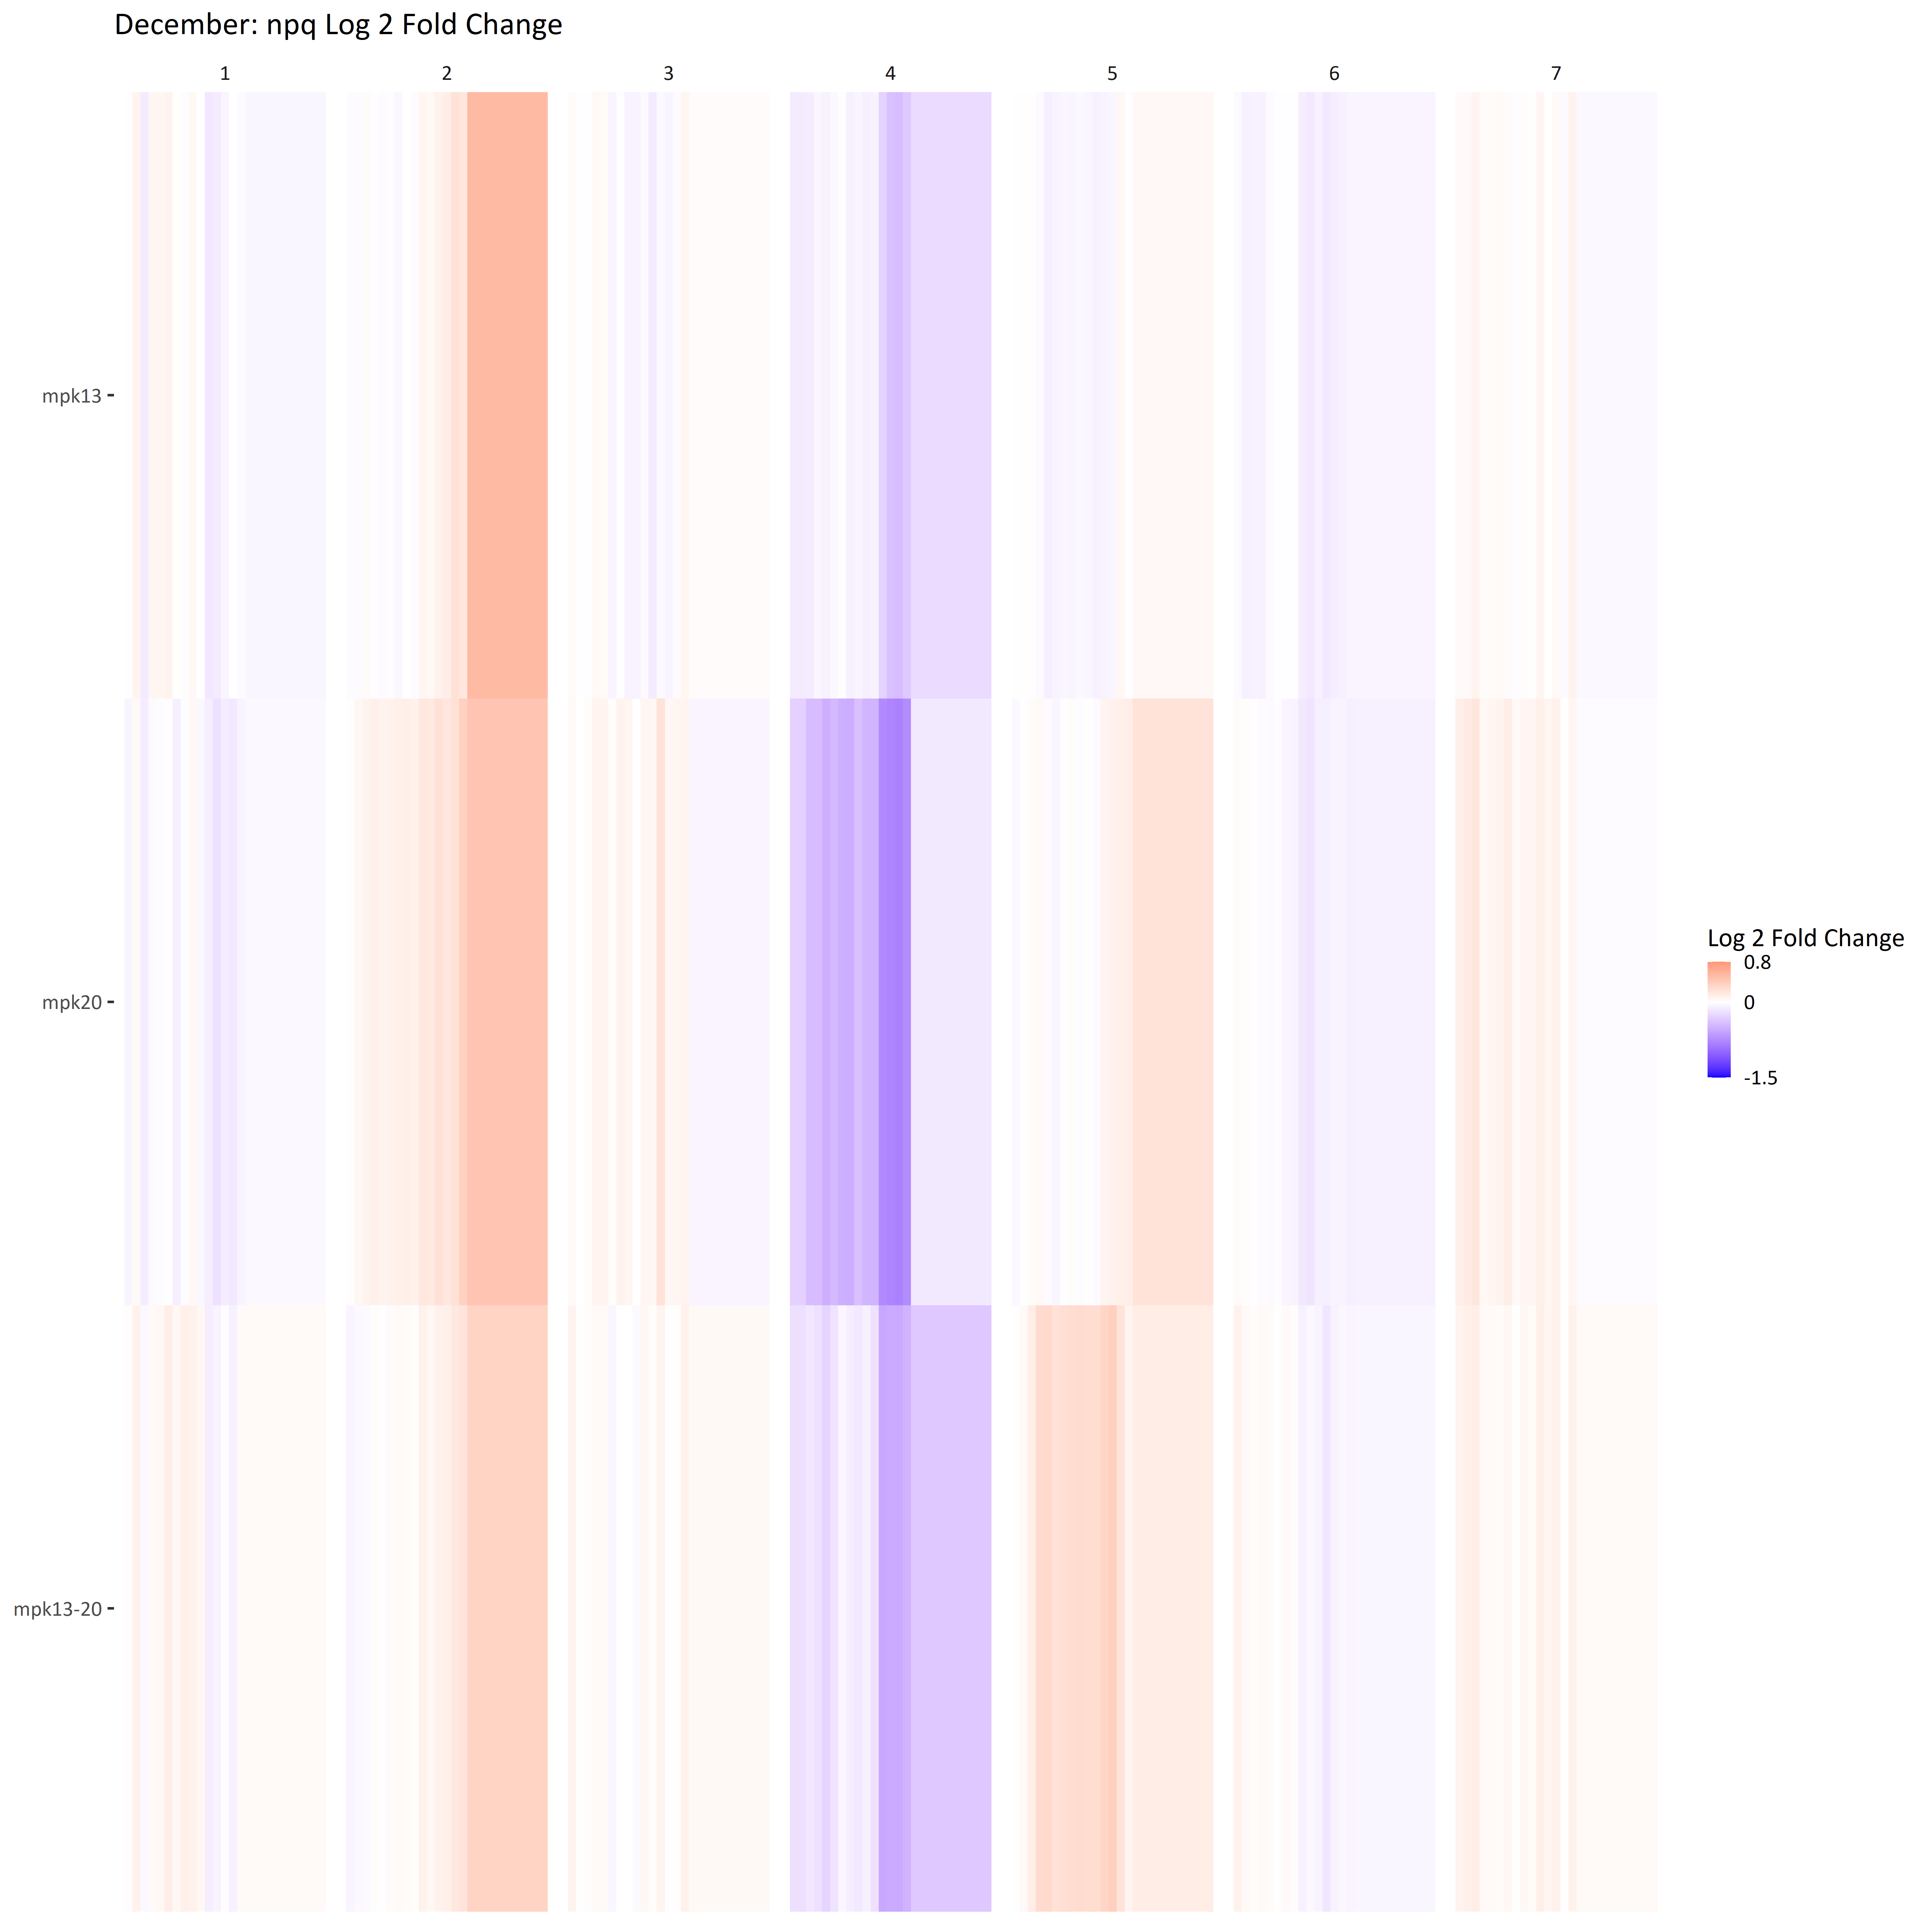 December: npq Log 2 Fold Change
1 2 3 4 5 6 7
mpk13
mpk20
Log 2 Fold Change
0.8
0
-1.5
mpk13-20